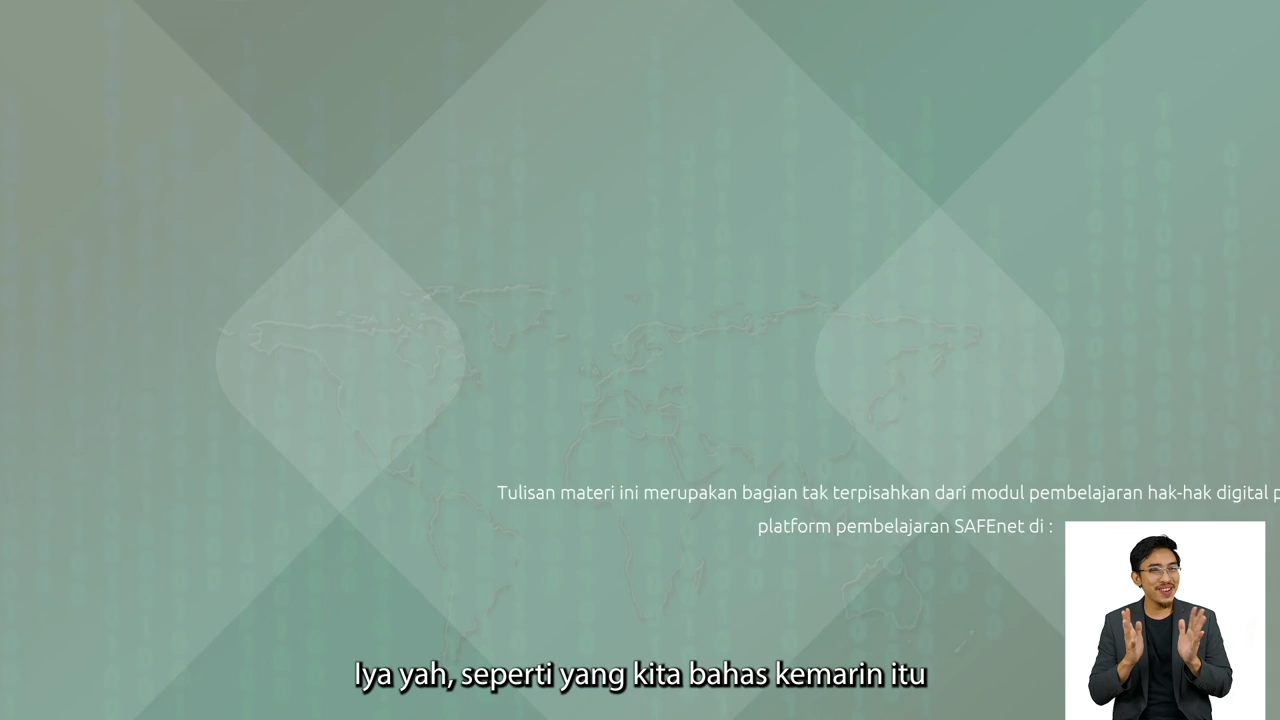 Tulisan materi ini merupakan bagian tak terpisahkan dari modul pembelajaran hak-hak digital
platform pembelajaran SAFEnet di :
Iya yah, seperti yang kita bahas kemarin itu